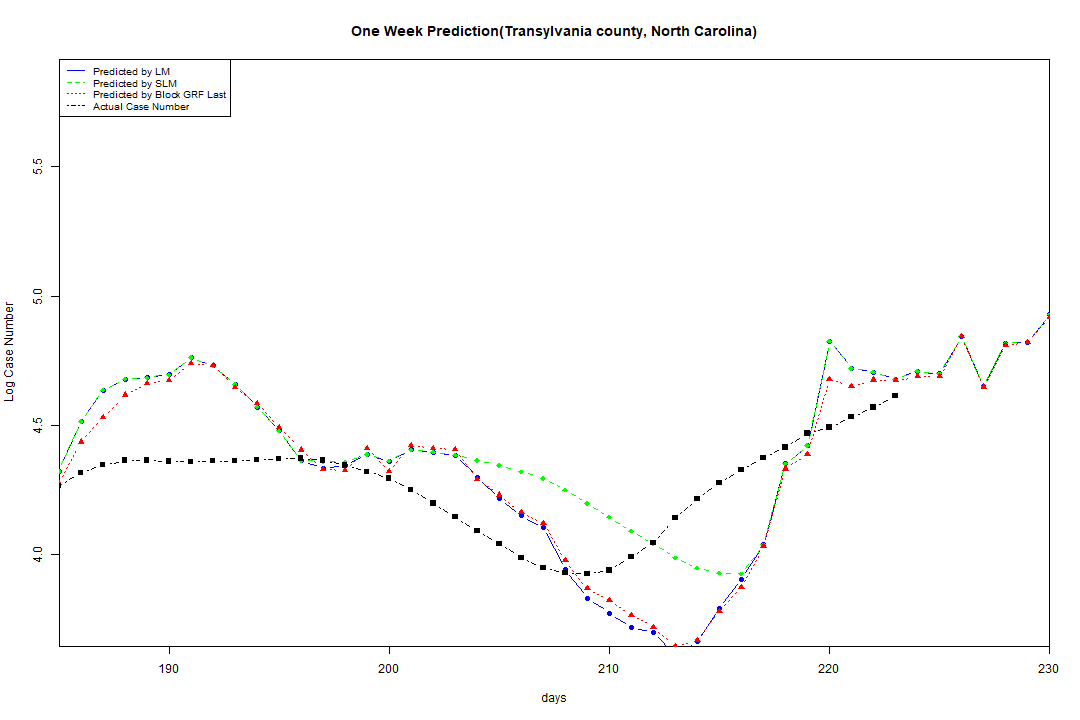 One Week Prediction(Transylvania county, North Carolina)
Predicted by LM
Predicted by SLM
Predicted by Block GRF Last
Actual Case Number
Log Case Number
5.5
5.0
4.5
4.0
190
200
210
220
230
days